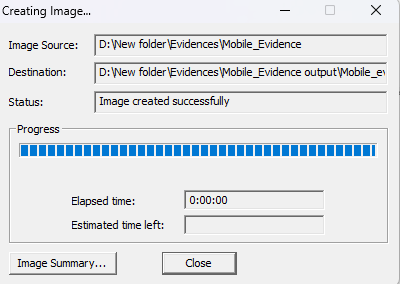 Creating Image...
Image Source: D:\New folder\Evidences\Mobile_Evidence
Destination: D:\New folder\Evidences\Mobile_Evidence output\Mobile_ev
Status: Image created successfully
Progress
Elapsed time: 0:00:00
Estimated time left:
Image Summary... Close